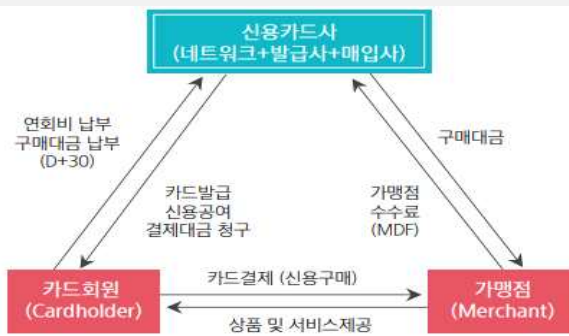 신용카드사
(네트워크+발급사+매입사)
연회비 납부
구매대금 납부
(D+30)
구매대금
카드발급
신용공여
결제대금 청구
가맹점
수수료
(MDF)
카드회원
(Cardholder)
카드결제 (신용구매)
상품 및 서비스제공
가맹점
(Merchant)